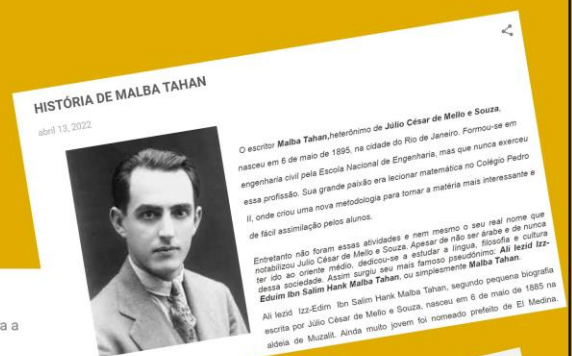 HISTÓRIA DE MALBA TAHAN
abril 13, 2022
O escritor Malba Tahan,heterônimo de Júlio César de Mello e Souza,
nasceu em 6 de maio de 1895, na cidade do Rio de Janeiro. Formou-se em
engenharia civil pela Escola Nacional de Engenharia, mas que nunca exerceu
essa profissão. Sua grande paixão era lecionar matemática no Colégio Pedro
II, onde criou uma nova metodologia para tornar a matéria mais interessante e
de fácil assimilação pelos alunos.
Entretanto não foram essas atividades e nem mesmo o seu real nome que
notabilizou Julio César de Mello e Souza. Apesar de não ser árabe e de nunca
ter ido ao oriente médio, dedicou-se a estudar a língua, filosofia e cultura
dessa sociedade. Assim surgiu seu mais famoso pseudônimo: Ali Iezid Izz-
Eduim Ibn Salim Hank Malba Tahan, ou simplesmente Malba Tahan.
Ali Iezid Izz-Edim Ibn Salim Hank Malba Tahan, segundo pequena biografia
escrita por Júlio César de Mello e Souza, nasceu em 6 de maio de 1885 na
aldeia de Muzalit. Ainda muito jovem foi nomeado prefeito de El Medina.
a a